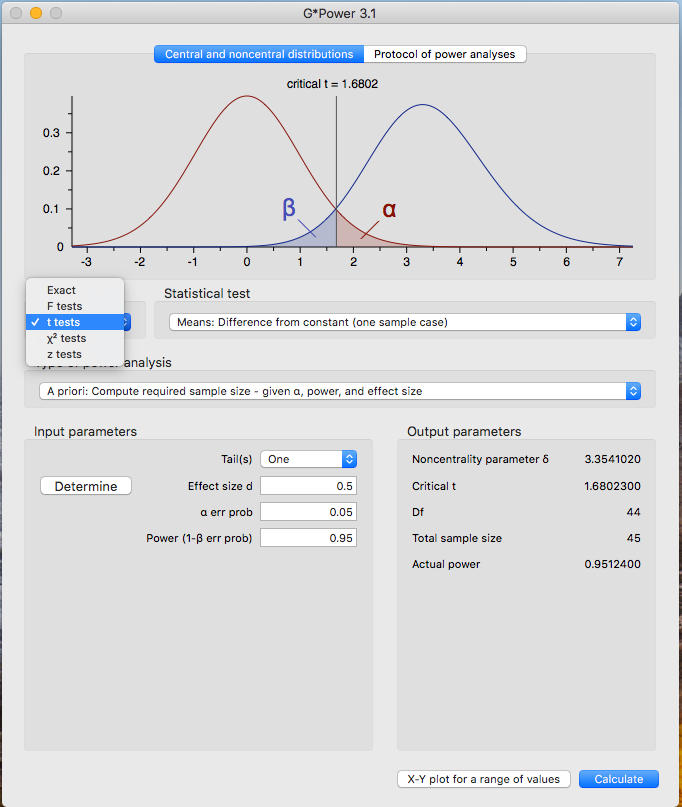 G*Power 3.1
Central and noncentral distributions Protocol of power analyses
critical t = 1.6802
0.3
0.2
0.1
0
β
α
-3 -2 -1 0 1 2 3 4 5 6 7
Exact
F tests
✓ t tests
χ² tests
z tests
Statistical test
Means: Difference from constant (one sample case)
Type of power analysis
A priori: Compute required sample size - given α, power, and effect size
Input parameters
Tail(s) One
Determine
Effect size d 0.5
α err prob 0.05
Power (1-β err prob) 0.95
Output parameters
Noncentrality parameter δ 3.3541020
Critical t 1.6802300
Df 44
Total sample size 45
Actual power 0.9512400
X-Y plot for a range of values
Calculate